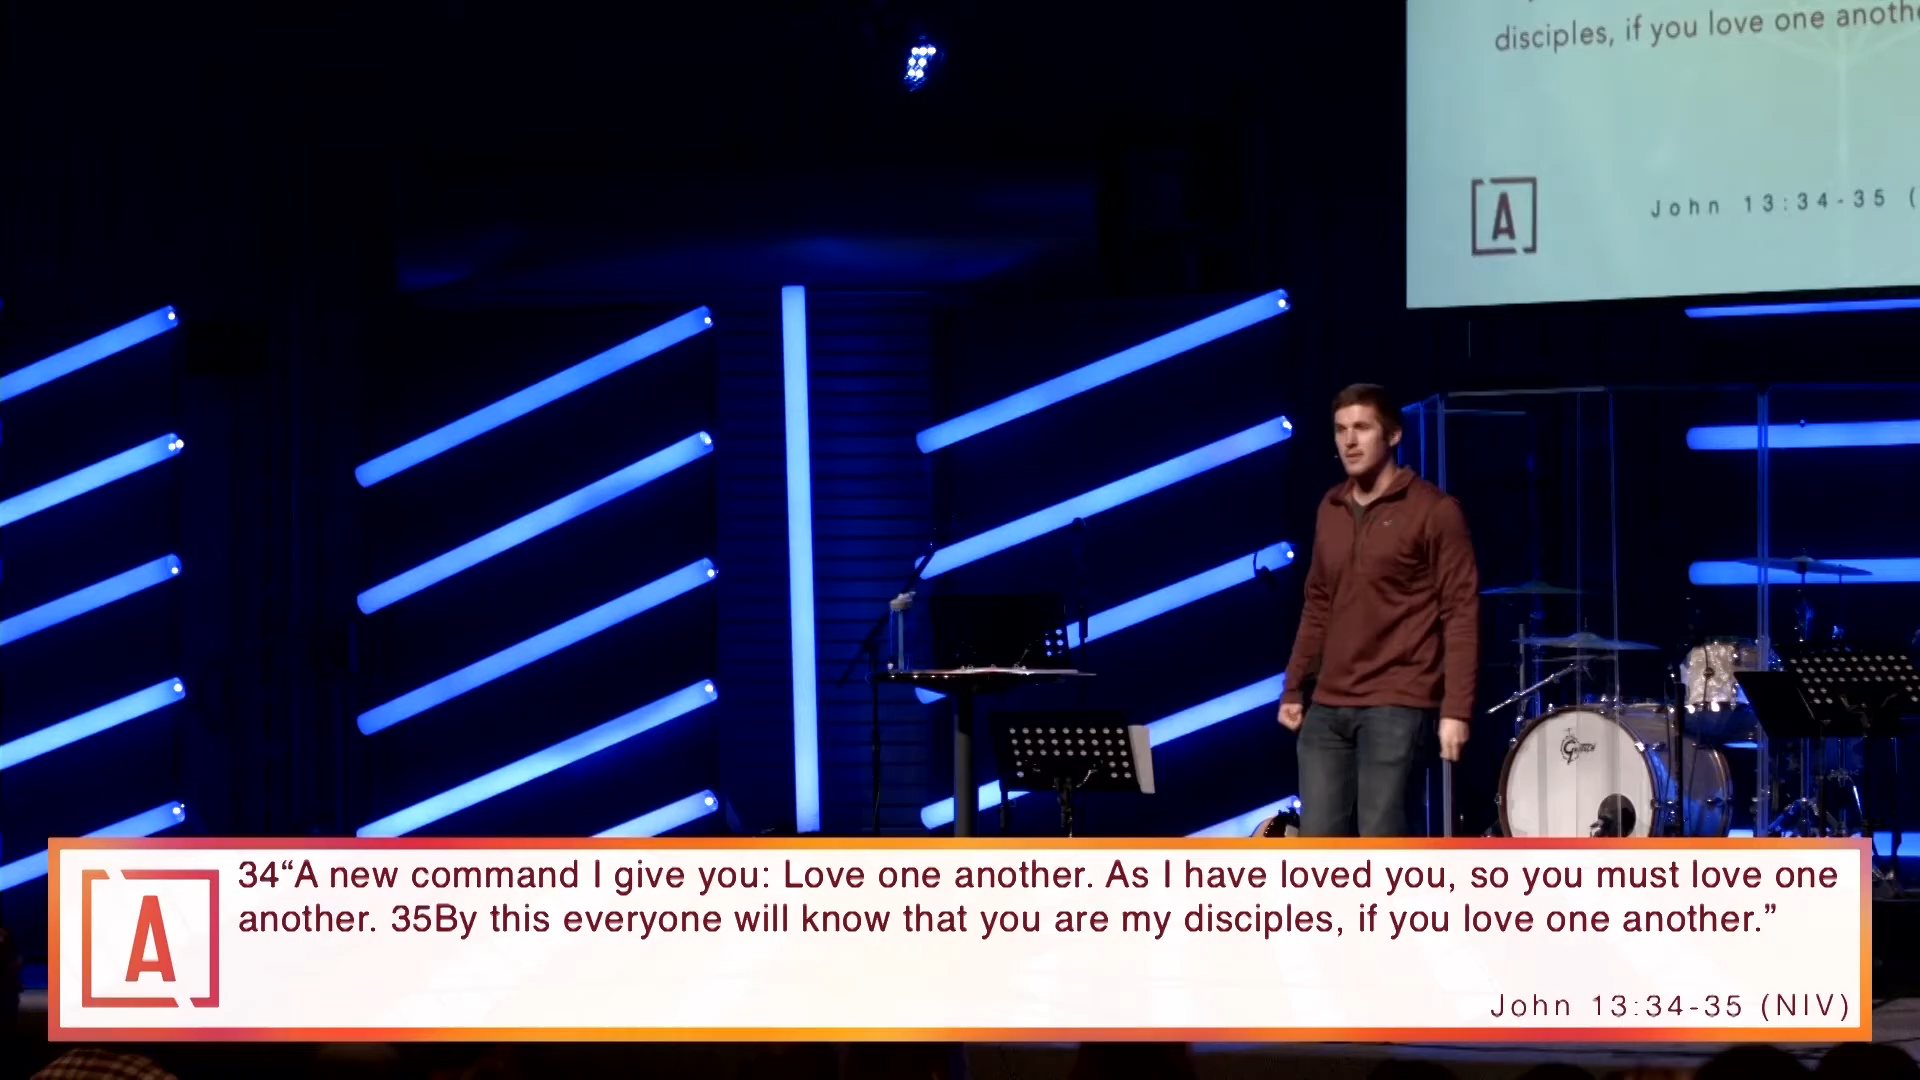 disciples, if you love one
A
John 13:34-35 (
Gretsch
34“A new command I give you: Love one another. As I have loved you, so you must love one
another. 35By this everyone will know that you are my disciples, if you love one another.”
A
John 13:34-35 (NIV)